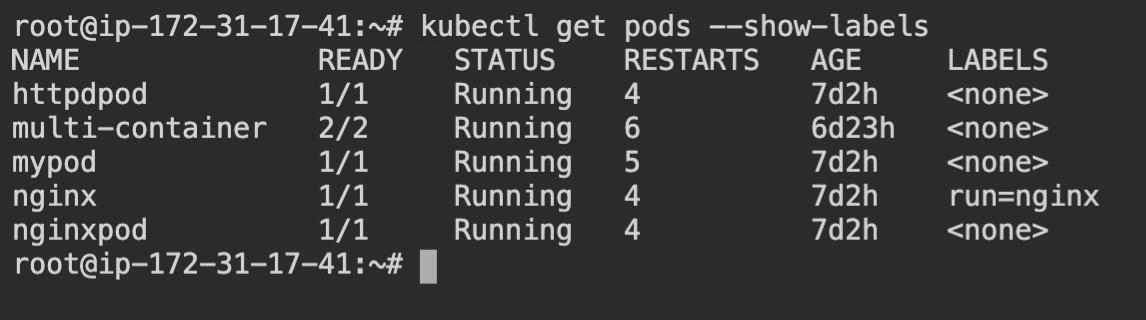 root@ip-172-31-17-41:~# kubectl get pods --show-labels
NAME              READY   STATUS    RESTARTS   AGE     LABELS
httpdpod          1/1     Running   4          7d2h    <none>
multi-container   2/2     Running   6          6d23h   <none>
mypod             1/1     Running   5          7d2h    <none>
nginx             1/1     Running   4          7d2h    run=nginx
nginxpod          1/1     Running   4          7d2h    <none>
root@ip-172-31-17-41:~#